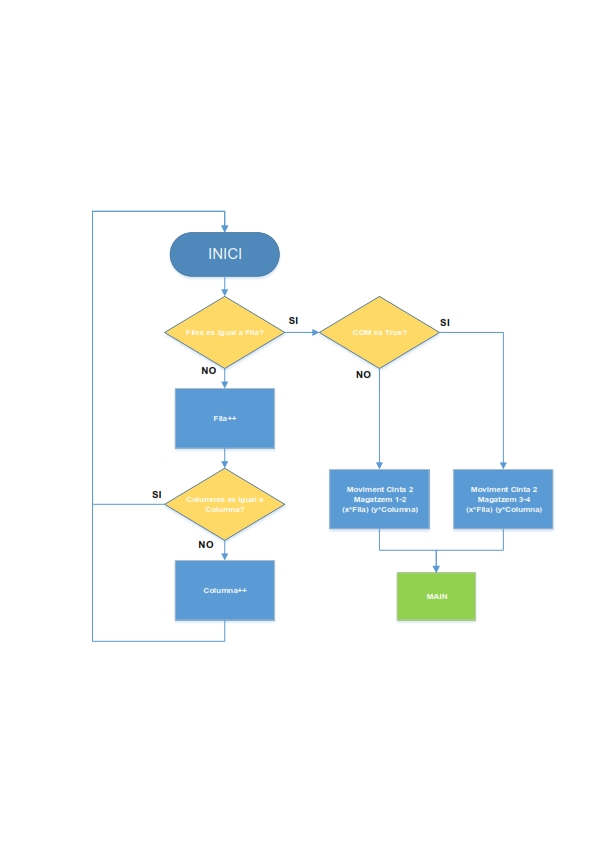 INICI
Files es igual a Fila?
SI
COM es True?
SI
NO
NO
Fila++
SI
Columnes es igual a
Columna?
NO
Moviment Cinta 2
Magatzem 1-2
(x*Fila) (y*Columna)
Moviment Cinta 2
Magatzem 3-4
(x*Fila) (y*Columna)
Columna++
MAIN